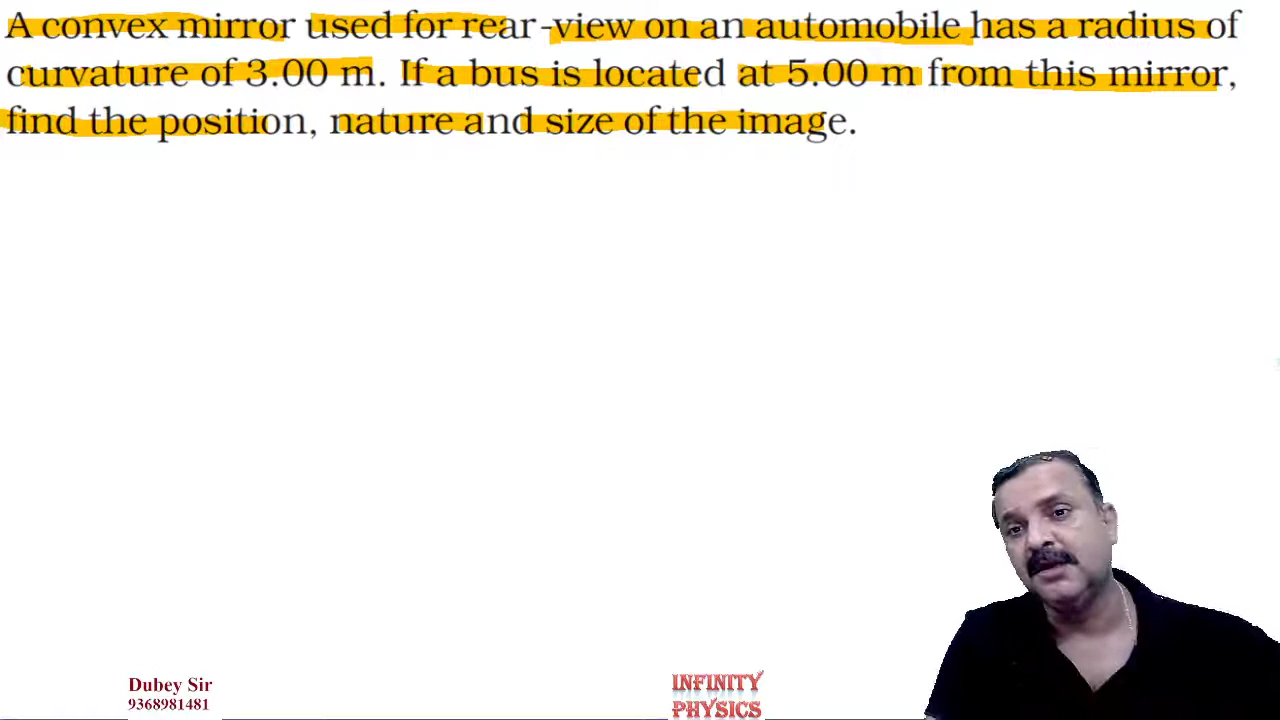 A convex mirror used for rear-view on an automobile has a radius of
curvature of 3.00 m. If a bus is located at 5.00 m from this mirror,
find the position, nature and size of the image.
Dubey Sir
9368981481
INFINITY
PHYSICS